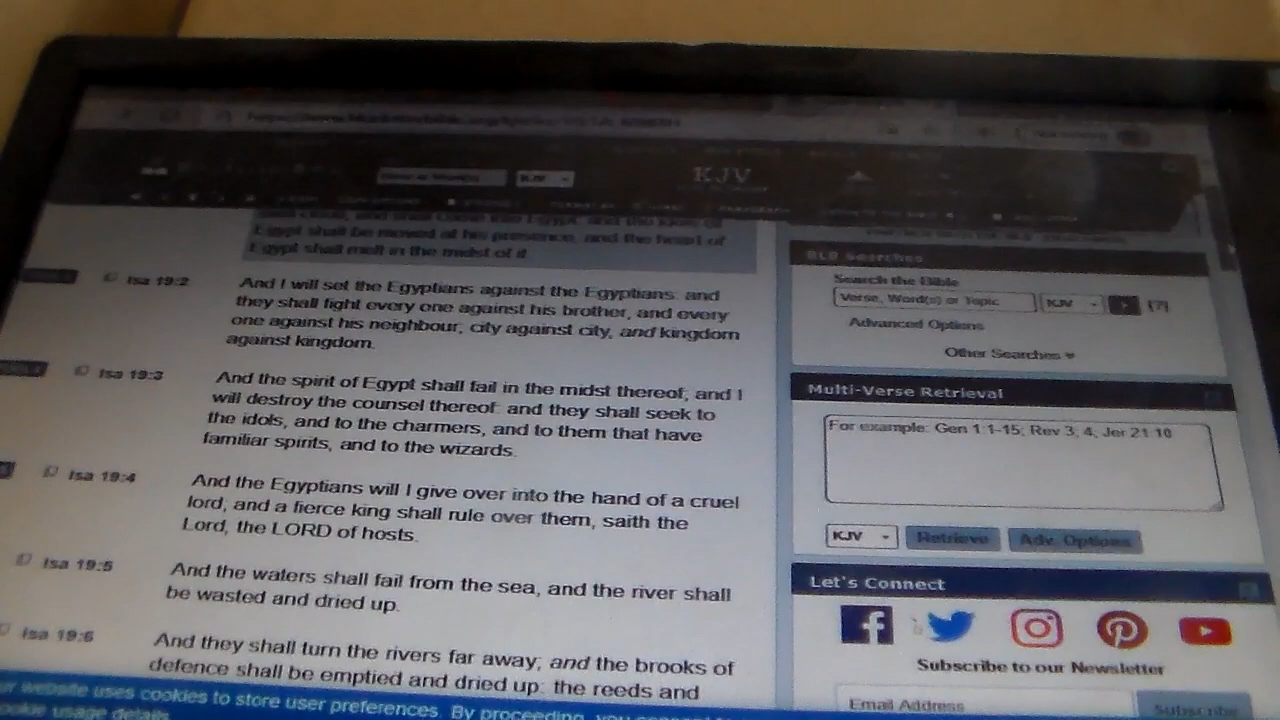 KJV
KJV
Egypt shall be moved at his presence, and the heart of
Egypt shall melt in the midst of it
Isa 19:2
And I will set the Egyptians against the Egyptians: and
they shall fight every one against his brother, and every
one against his neighbour; city against city, and kingdom
against kingdom.
Isa 19:3
And the spirit of Egypt shall fail in the midst thereof; and I
will destroy the counsel thereof: and they shall seek to
the idols, and to the charmers, and to them that have
familiar spirits, and to the wizards.
Isa 19:4
And the Egyptians will I give over into the hand of a cruel
lord; and a fierce king shall rule over them, saith the
Lord, the LORD of hosts.
Isa 19:5
And the waters shall fail from the sea, and the river shall
be wasted and dried up.
Isa 19:6
And they shall turn the rivers far away; and the brooks of
defence shall be emptied and dried up: the reeds and
website uses cookies to store user preferences. By proceeding, you consent
cookie usage details
BLB Searches
Search the Bible
Verse, Word(s) or Topic
KJV
[?]
Advanced Options
Other Searches
Multi-Verse Retrieval
For example: Gen 1:1-15; Rev 3; 4; Jer 21:10
KJV
Retrieve
Adv. Options
Let's Connect
Subscribe to our Newsletter
Email Address
Subscribe